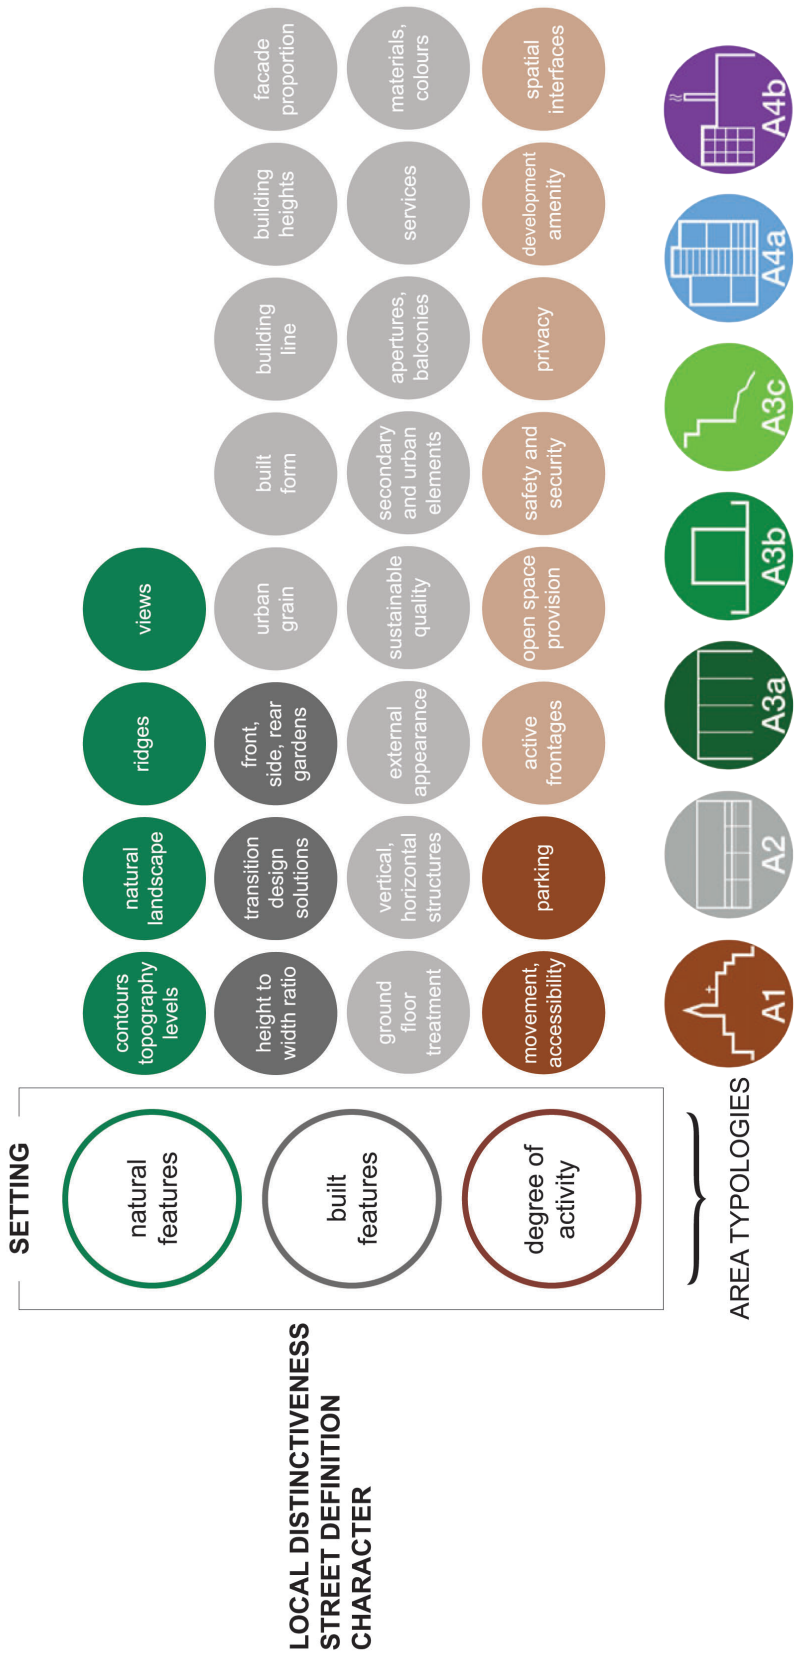 SETTING
LOCAL DISTINCTIVENESS
STREET DEFINITION
CHARACTER
natural
features
contours
topography
levels
natural
landscape
ridges
views
built
features
height to
width ratio
transition
design
solutions
front,
side, rear
gardens
urban
grain
built
form
building
line
building
heights
facade
proportion
ground
floor
treatment
vertical,
horizontal
structures
external
appearance
sustainable
quality
secondary
and urban
elements
apertures,
balconies
services
materials,
colours
degree of
activity
movement,
accessibility
parking
active
frontages
open space
provision
safety and
security
privacy
development
amenity
spatial
interfaces
AREA TYPOLOGIES
A1
A2
A3a
A3b
A3c
A4a
A4b